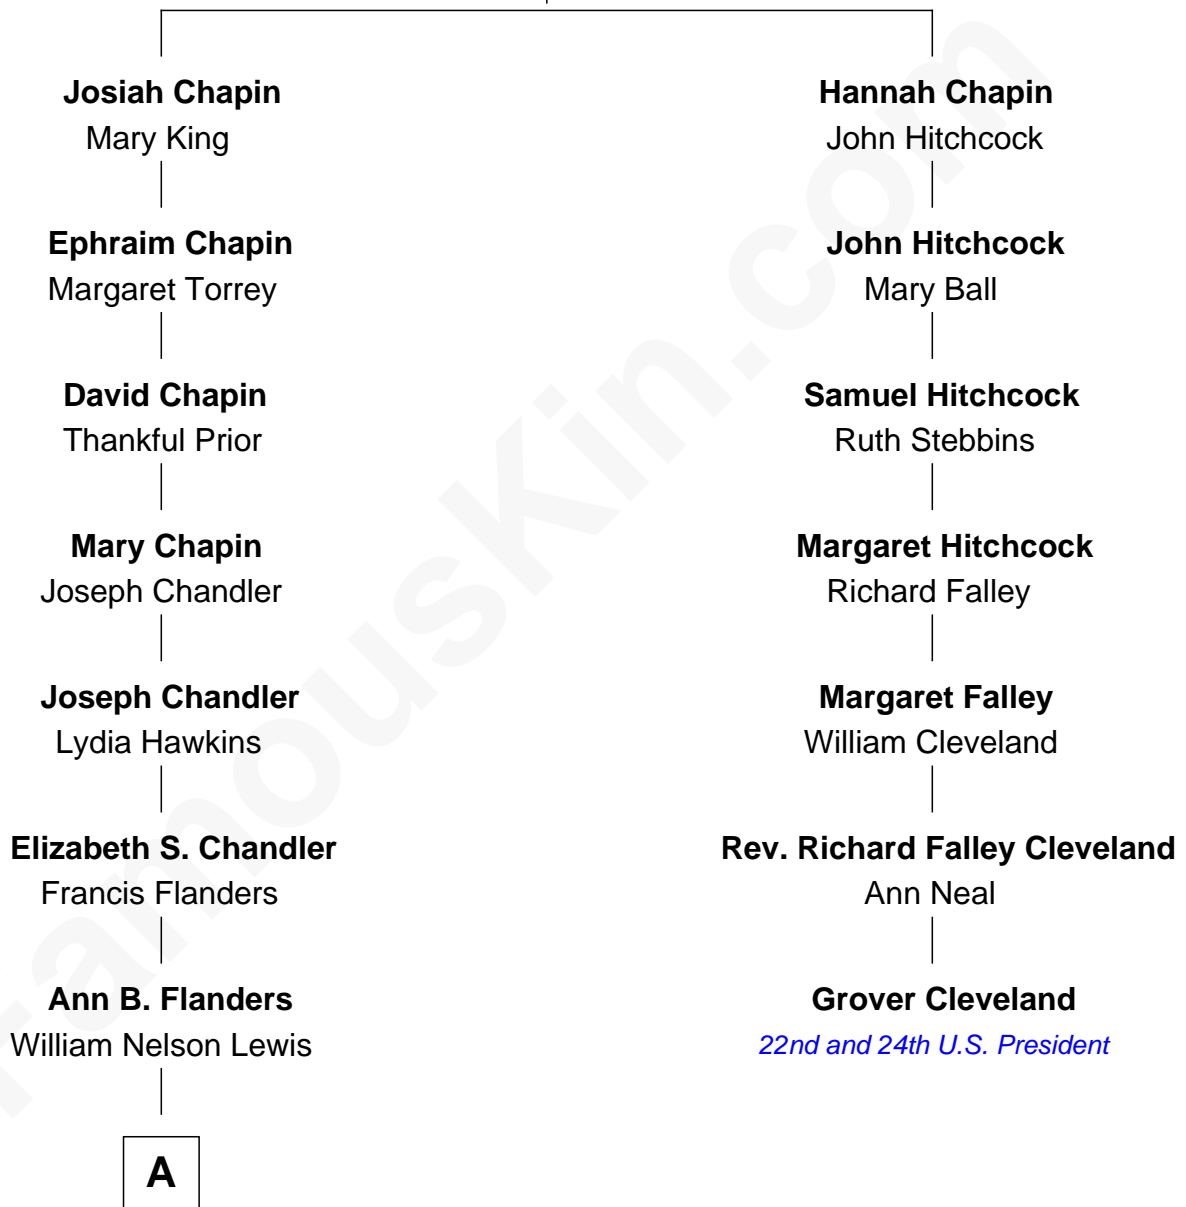 Josiah Chapin
Mary King
Hannah Chapin
John Hitchcock
Ephraim Chapin
Margaret Torrey
John Hitchcock
Mary Ball
David Chapin
Thankful Prior
Samuel Hitchcock
Ruth Stebbins
Mary Chapin
Joseph Chandler
Margaret Hitchcock
Richard Falley
Joseph Chandler
Lydia Hawkins
Margaret Falley
William Cleveland
Elizabeth S. Chandler
Francis Flanders
Rev. Richard Falley Cleveland
Ann Neal
Ann B. Flanders
William Nelson Lewis
Grover Cleveland
22nd and 24th U.S. President
A
FamousKin.com